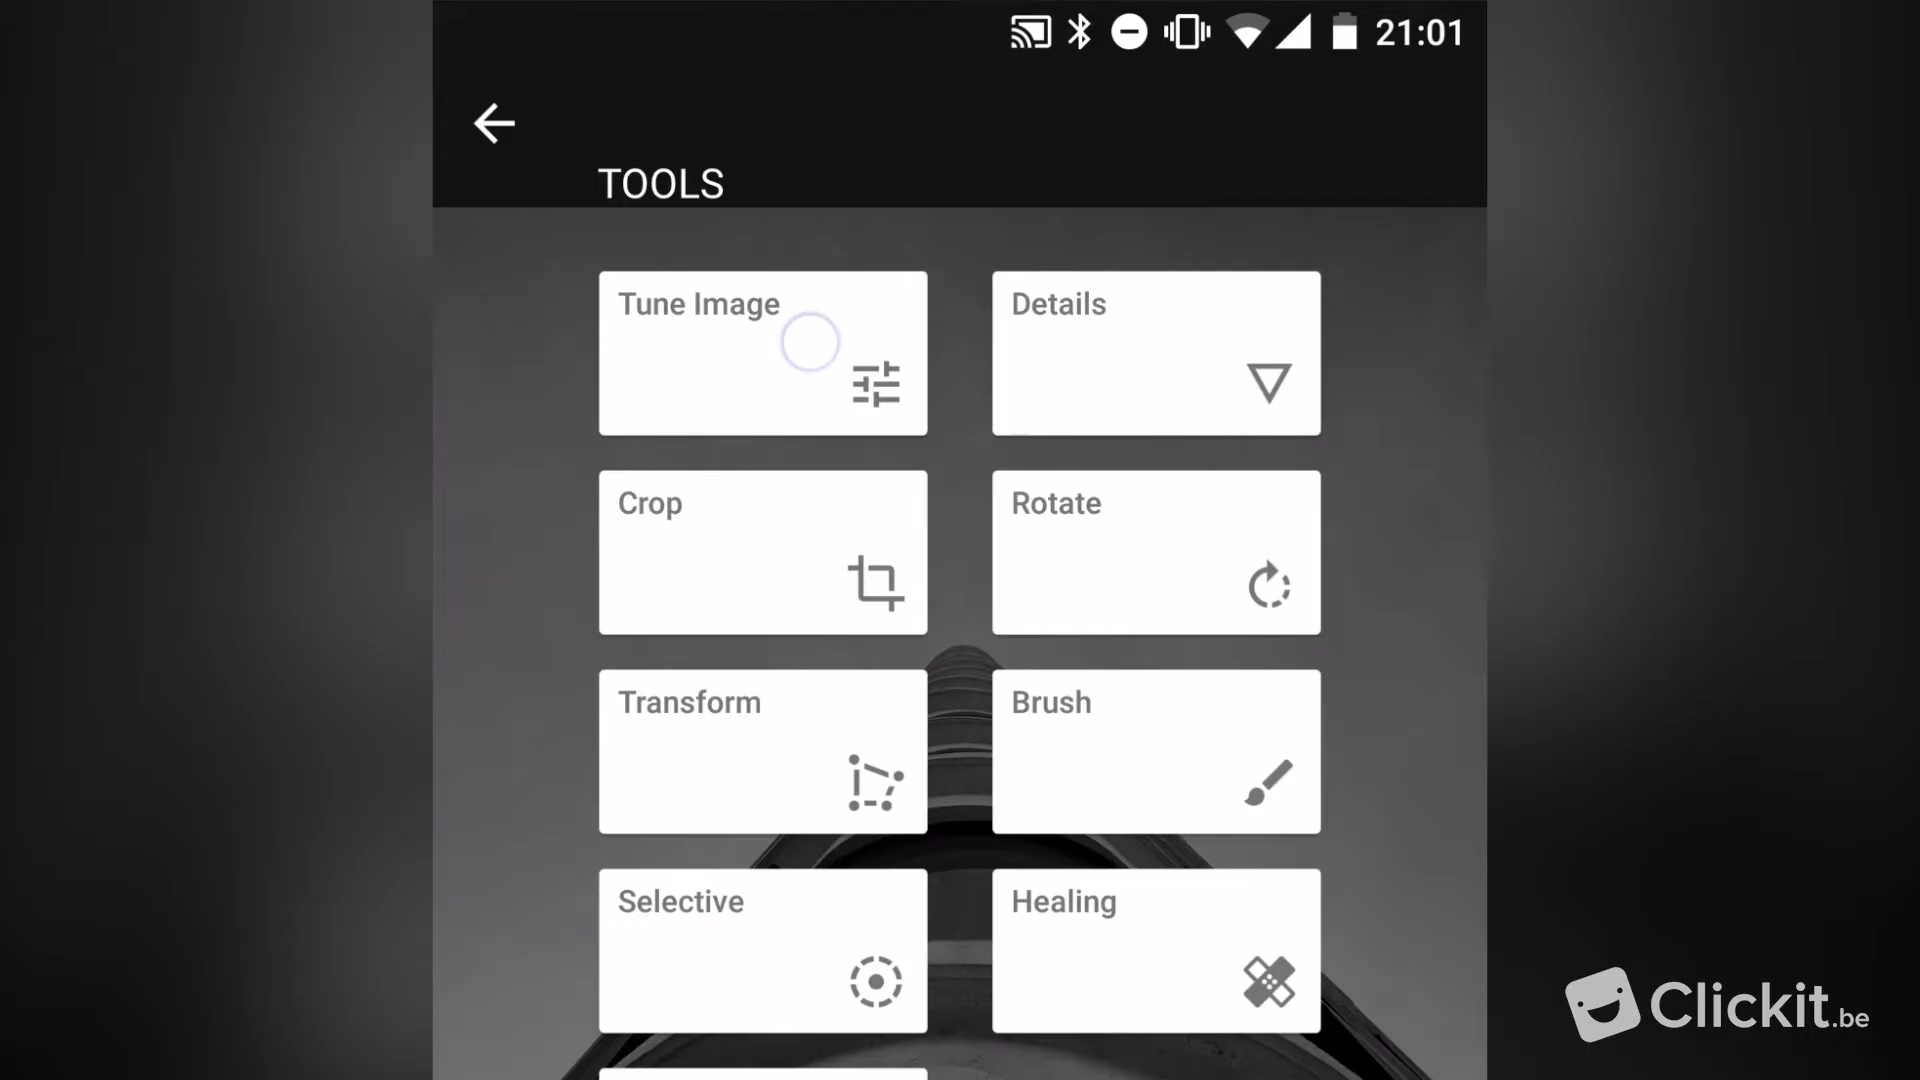 21:01
TOOLS
Tune Image
Details
Crop
Rotate
Transform
Brush
Selective
Healing
Clickit.be